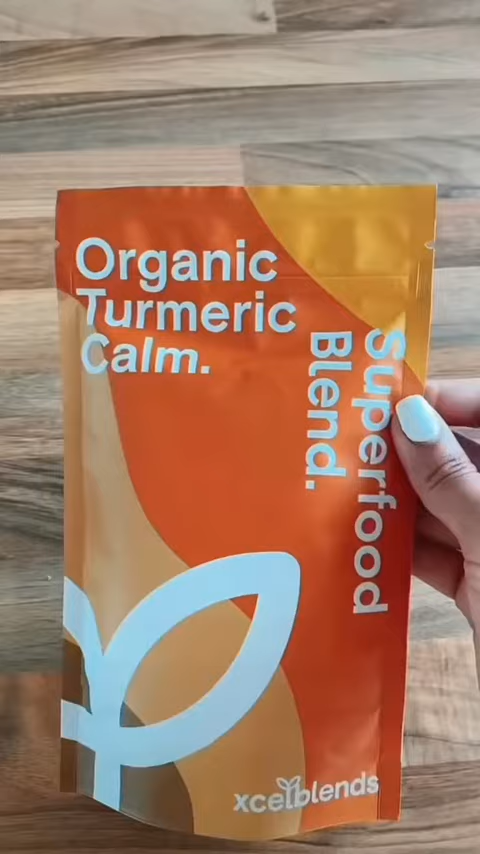 Organic
Turmeric
Calm.
Superfood
Blend.
xcelblends